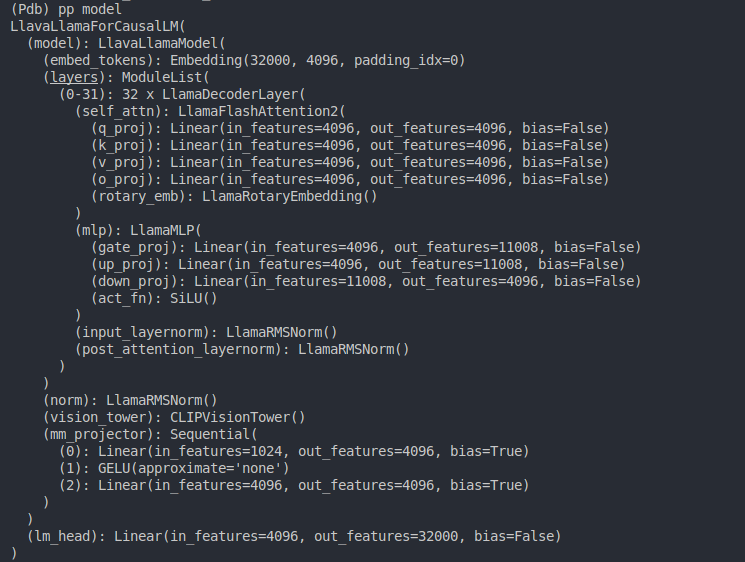 (Pdb) pp model
LlavaLlamaForCausalLM(
  (model): LlavaLlamaModel(
    (embed_tokens): Embedding(32000, 4096, padding_idx=0)
    (layers): ModuleList(
      (0-31): 32 x LlamaDecoderLayer(
        (self_attn): LlamaFlashAttention2(
          (q_proj): Linear(in_features=4096, out_features=4096, bias=False)
          (k_proj): Linear(in_features=4096, out_features=4096, bias=False)
          (v_proj): Linear(in_features=4096, out_features=4096, bias=False)
          (o_proj): Linear(in_features=4096, out_features=4096, bias=False)
          (rotary_emb): LlamaRotaryEmbedding()
        )
        (mlp): LlamaMLP(
          (gate_proj): Linear(in_features=4096, out_features=11008, bias=False)
          (up_proj): Linear(in_features=4096, out_features=11008, bias=False)
          (down_proj): Linear(in_features=11008, out_features=4096, bias=False)
          (act_fn): SiLU()
        )
        (input_layernorm): LlamaRMSNorm()
        (post_attention_layernorm): LlamaRMSNorm()
      )
    )
    (norm): LlamaRMSNorm()
    (vision_tower): CLIPVisionTower()
    (mm_projector): Sequential(
      (0): Linear(in_features=1024, out_features=4096, bias=True)
      (1): GELU(approximate='none')
      (2): Linear(in_features=4096, out_features=4096, bias=True)
    )
  )
  (lm_head): Linear(in_features=4096, out_features=32000, bias=False)
)